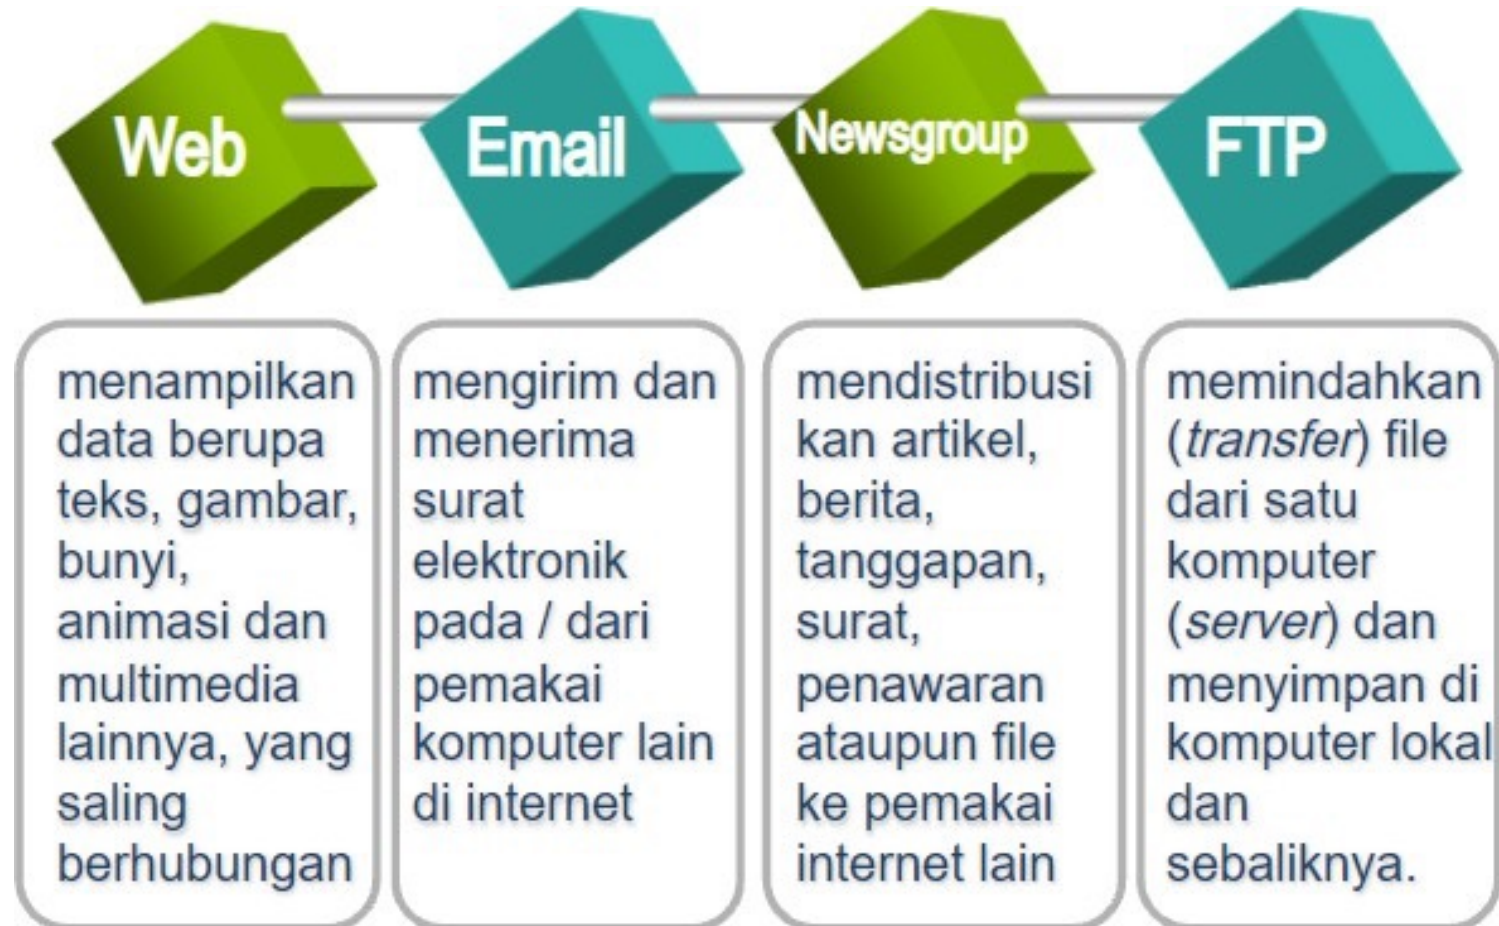 Web
Email
Newsgroup
FTP
menampilkan
data berupa
teks, gambar,
bunyi,
animasi dan
multimedia
lainnya, yang
saling
berhubungan
mengirim dan
menerima
surat
elektronik
pada / dari
pemakai
komputer lain
di internet
mendistribusi
kan artikel,
berita,
tanggapan,
surat,
penawaran
ataupun file
ke pemakai
internet lain
memindahkan
(transfer) file
dari satu
komputer
(server) dan
menyimpan di
komputer lokal
dan
sebaliknya.